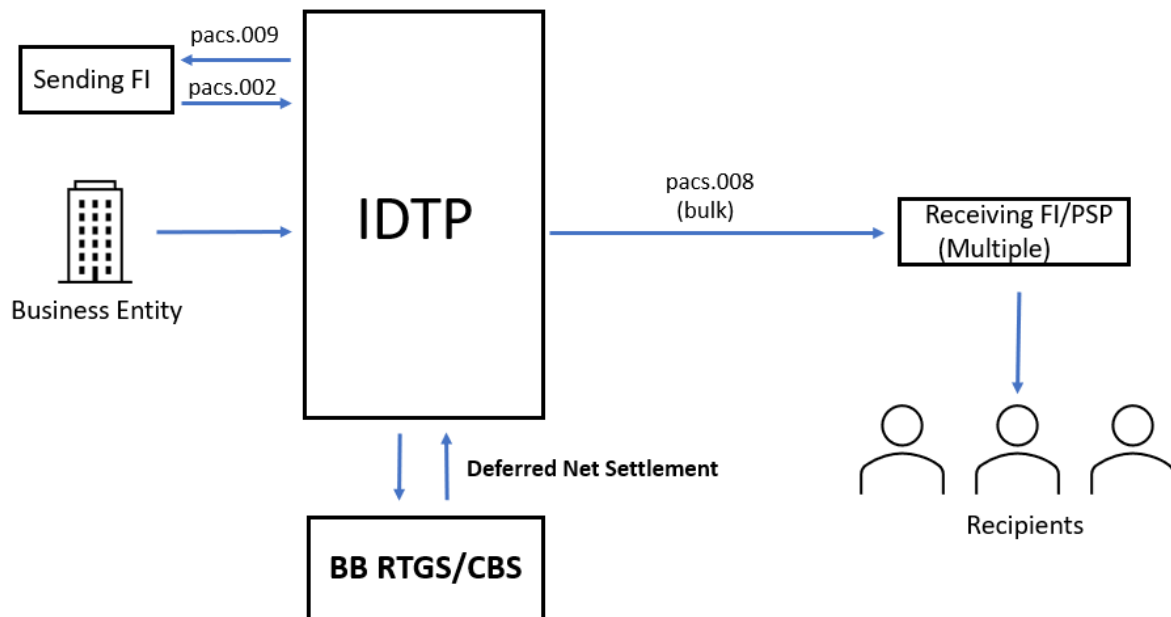 pacs.009
Sending FI
pacs.002
IDTP
pacs.008
(bulk)
Receiving FI/PSP
(Multiple)
Business Entity
Deferred Net Settlement
Recipients
BB RTGS/CBS